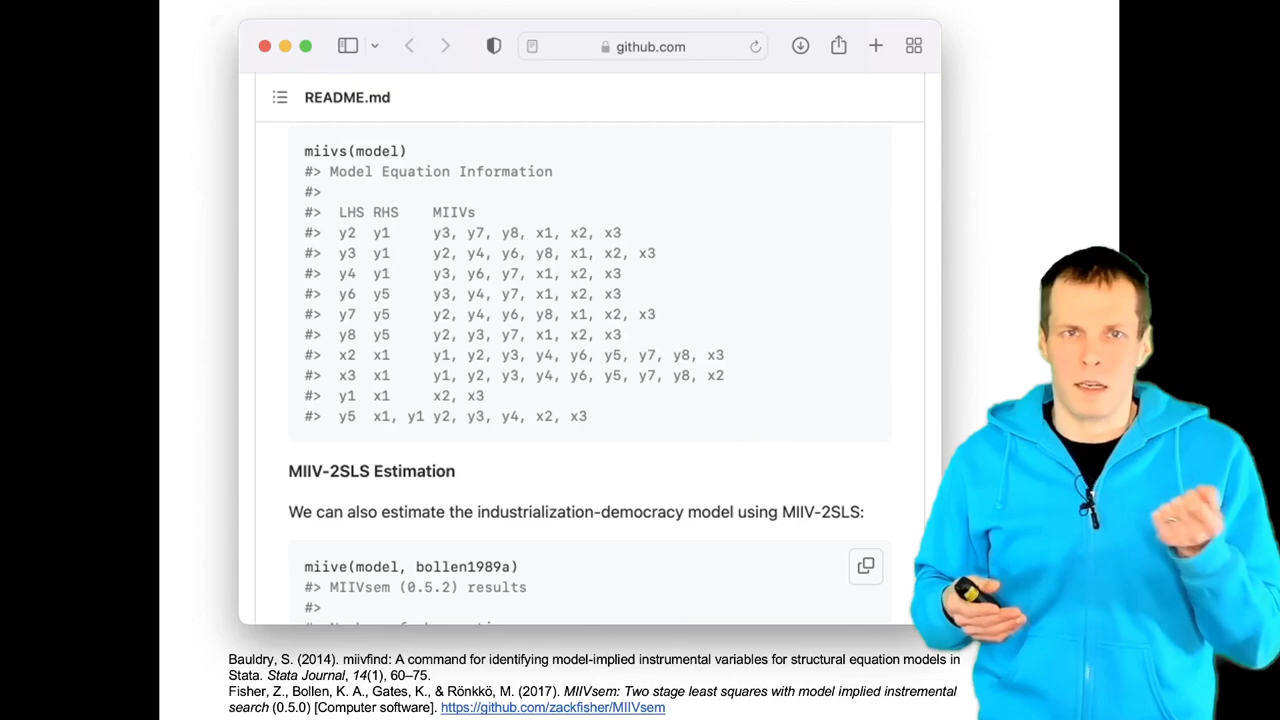 github.com
README.md
miivs(model)
#> Model Equation Information
#>
#> LHS RHS MIIVs
#> y2 y1 y3, y7, y8, x1, x2, x3
#> y3 y1 y2, y4, y6, y8, x1, x2, x3
#> y4 y1 y3, y6, y7, x1, x2, x3
#> y6 y5 y3, y4, y7, x1, x2, x3
#> y7 y5 y2, y4, y6, y8, x1, x2, x3
#> y8 y5 y2, y3, y7, x1, x2, x3
#> x2 x1 y1, y2, y3, y4, y6, y5, y7, y8, x3
#> x3 x1 y1, y2, y3, y4, y6, y5, y7, y8, x2
#> y1 x1 x2, x3
#> y5 x1, y1 y2, y3, y4, x2, x3
MIIV-2SLS Estimation
We can also estimate the industrialization-democracy model using MIIV-2SLS:
miive(model, bollen1989a)
#> MIIVsem (0.5.2) results
#>
Bauldry, S. (2014). miivfind: A command for identifying model-implied instrumental variables for structural equation models in
Stata. Stata Journal, 14(1), 60–75.
Fisher, Z., Bollen, K. A., Gates, K., & Rönkkö, M. (2017). MIIVsem: Two stage least squares with model implied instremental
search (0.5.0) [Computer software]. https://github.com/zackfisher/MIIVsem